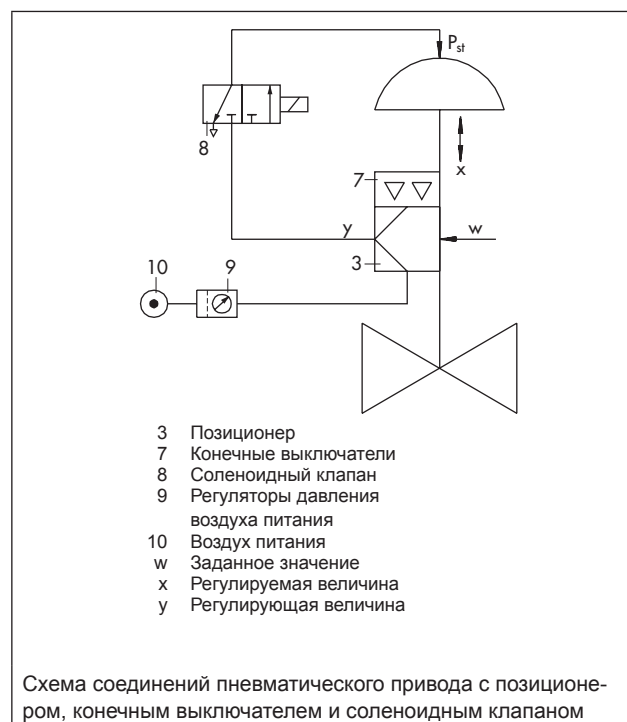 Pst
8
7
x
y
w
3
10
9
3 Позиционер
7 Конечные выключатели
8 Соленоидный клапан
9 Регуляторы давления
воздуха питания
10 Воздух питания
w Заданное значение
x Регулируемая величина
y Регулирующая величина
Схема соединений пневматического привода с позиционе-
ром, конечным выключателем и соленоидным клапаном